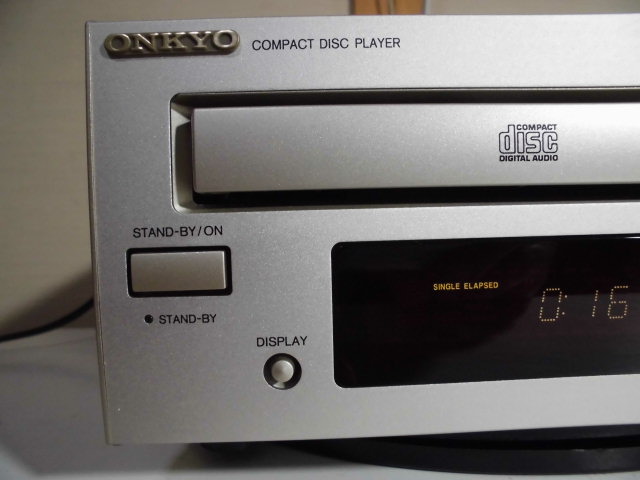 ONKYO COMPACT DISC PLAYER
COMPACT
disc
DIGITAL AUDIO
STAND-BY/ON
SINGLE ELAPSED
0:16
STAND-BY
DISPLAY